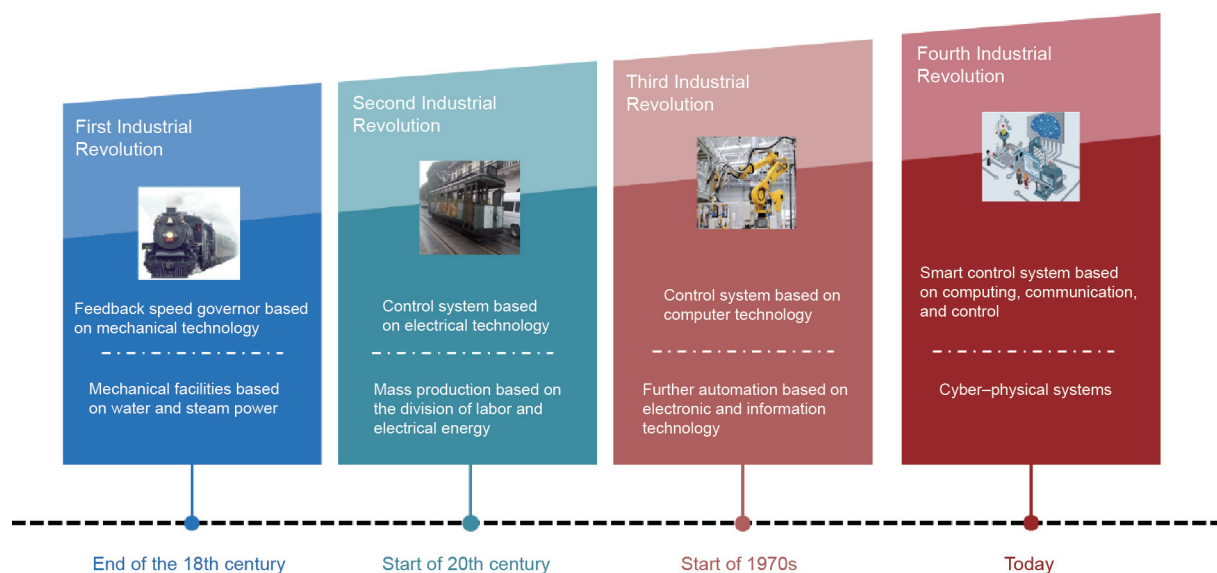 First Industrial
Revolution
Feedback speed governor based
on mechanical technology
Mechanical facilities based
on water and steam power
End of the 18th century
Second Industrial
Revolution
Control system based
on electrical technology
Mass production based on
the division of labor and
electrical energy
Start of 20th century
Third Industrial
Revolution
Control system based on
computer technology
Further automation based on
electronic and information
technology
Start of 1970s
Fourth Industrial
Revolution
Smart control system based
on computing, communication,
and control
Cyber–physical systems
Today